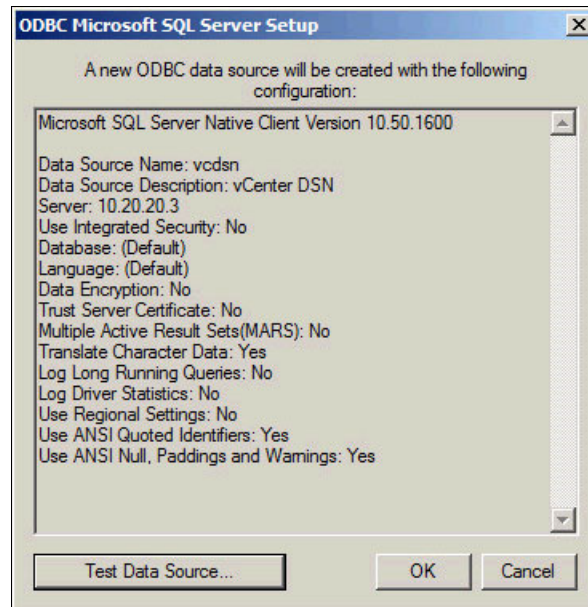 ODBC Microsoft SQL Server Setup
A new ODBC data source will be created with the following
configuration:
Microsoft SQL Server Native Client Version 10.50.1600
Data Source Name: vcdsn
Data Source Description: vCenter DSN
Server: 10.20.20.3
Use Integrated Security: No
Database: (Default)
Language: (Default)
Data Encryption: No
Trust Server Certificate: No
Multiple Active Result Sets(MARS): No
Translate Character Data: Yes
Log Long Running Queries: No
Log Driver Statistics: No
Use Regional Settings: No
Use ANSI Quoted Identifiers: Yes
Use ANSI Null, Paddings and Warnings: Yes
Test Data Source... OK Cancel